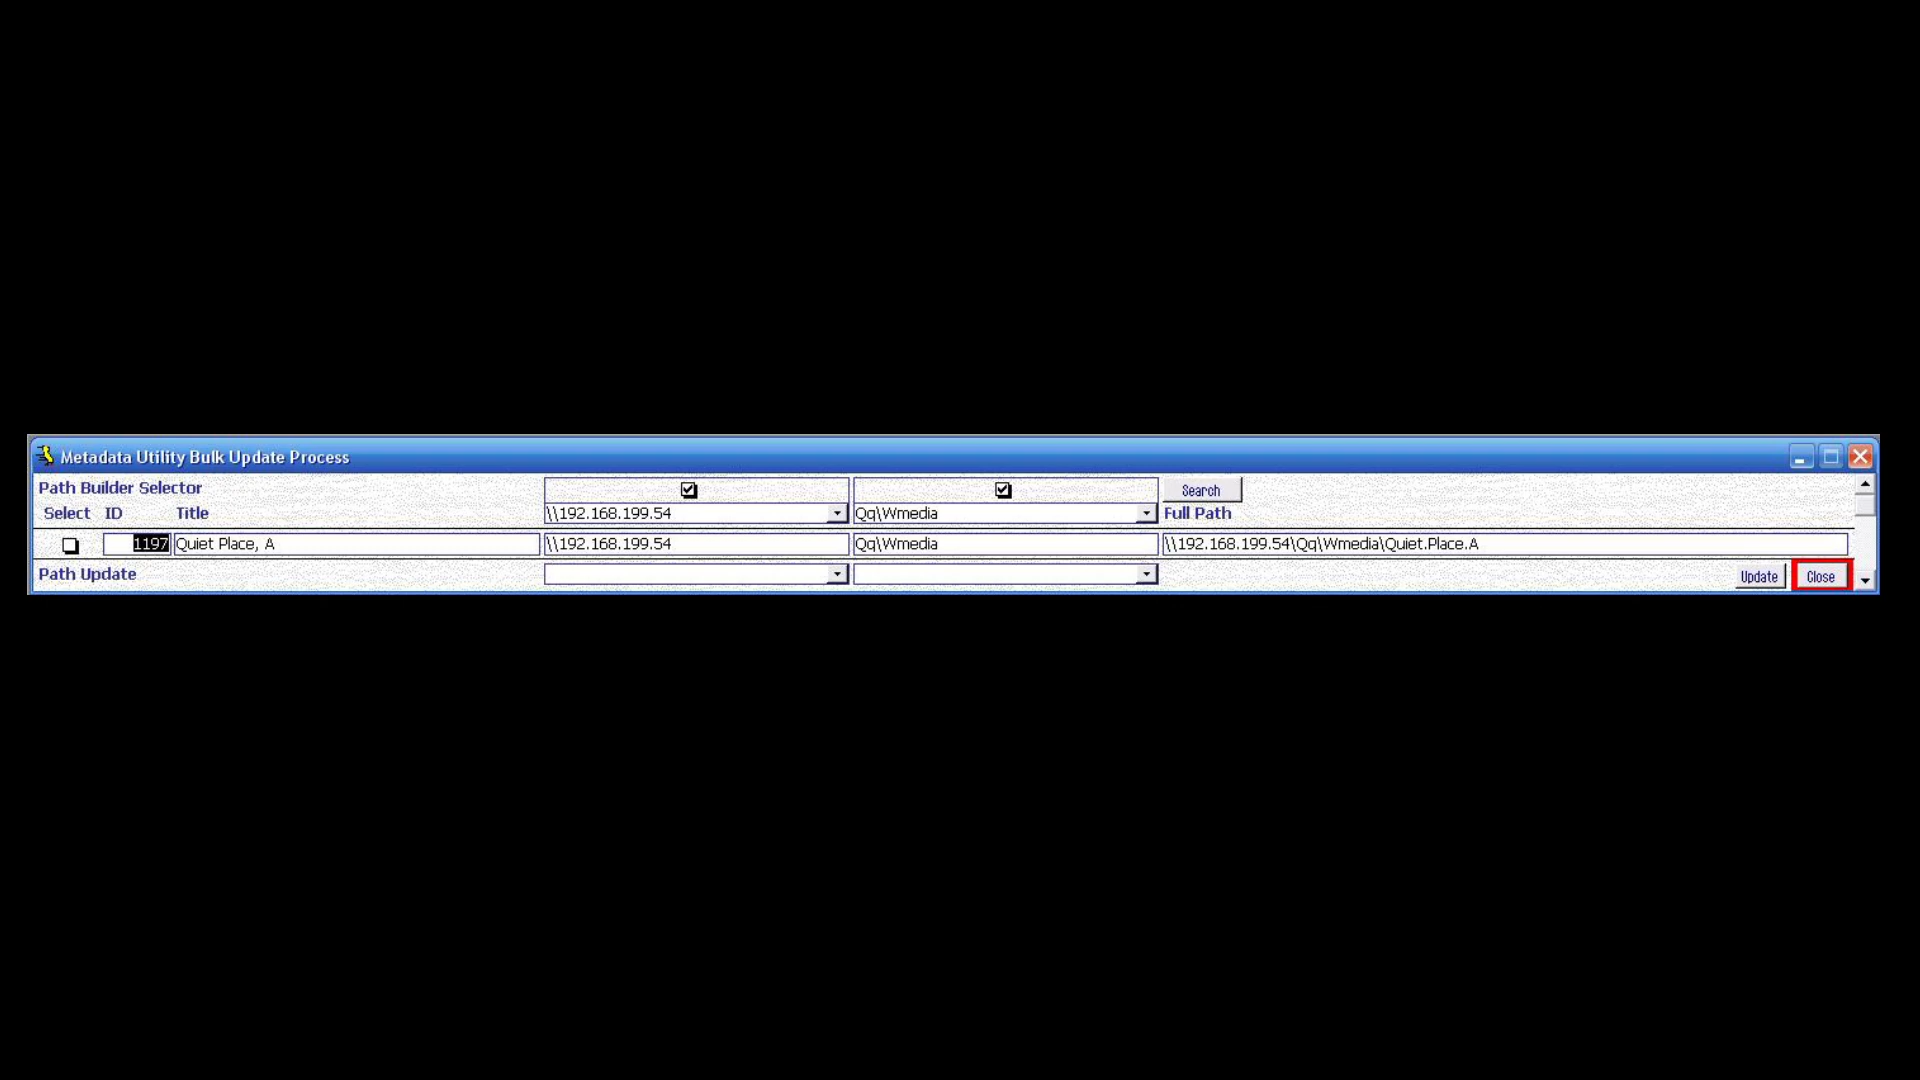 Metadata Utility Bulk Update Process
Path Builder Selector Search
Select ID Title \\192.168.199.54 Qq\Wmedia Full Path
1197 Quiet Place, A \\192.168.199.54 Qq\Wmedia \\192.168.199.54\Qq\Wmedia\Quiet.Place.A
Path Update Update Close